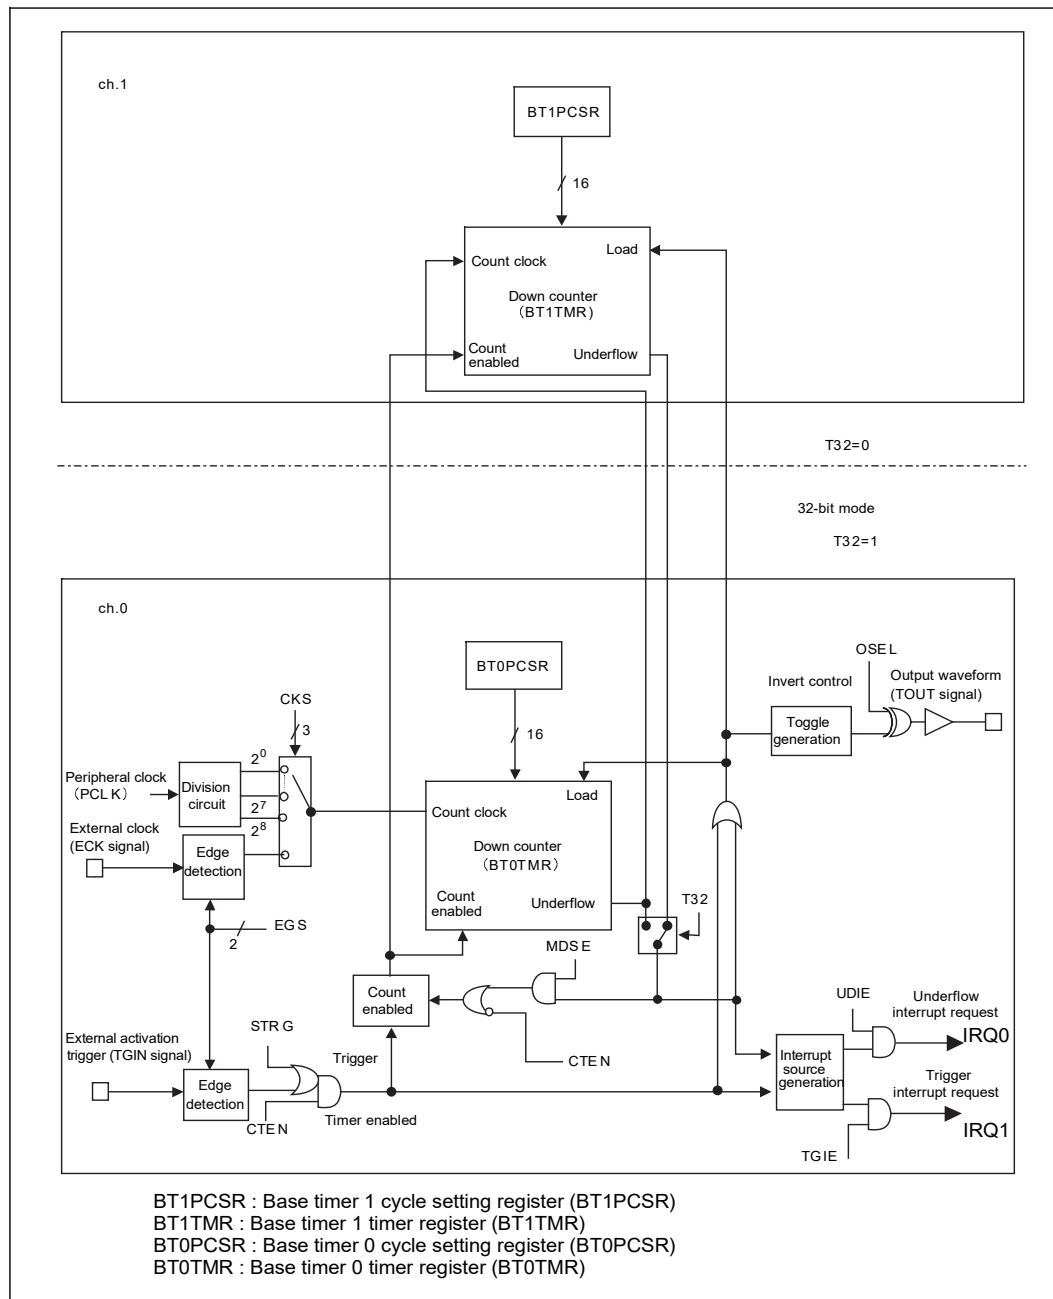 ch.1
BT1PCSR
16
Load
Count clock
Down counter
(BT1TMR)
Count
enabled
Underflow
T32=0
32-bit mode
T32=1
ch.0
BT0PCSR
OSEL
Invert control
Output waveform
(TOUT signal)
CKS
3
16
Toggle
generation
2⁰
Peripheral clock
(PCLK)
Division
circuit
2⁷
Load
Count clock
External clock
(ECK signal)
2⁸
Edge
detection
Down counter
(BT0TMR)
Count
enabled
Underflow
T32
EGS
2
MDSE
Count
enabled
UDIE
Underflow
interrupt request
IRQ0
External activation
trigger (TGIN signal)
STRG
Trigger
CTEN
Interrupt
source
generation
Edge
detection
Trigger
interrupt request
CTEN
Timer enabled
IRQ1
TGIE
BT1PCSR : Base timer 1 cycle setting register (BT1PCSR)
BT1TMR : Base timer 1 timer register (BT1TMR)
BT0PCSR : Base timer 0 cycle setting register (BT0PCSR)
BT0TMR : Base timer 0 timer register (BT0TMR)